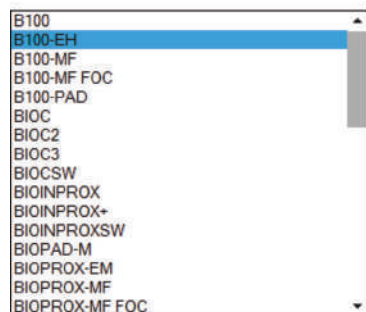 B100
B100-EH
B100-MF
B100-MF FOC
B100-PAD
BIOC
BIOC2
BIOC3
BIOCSW
BIOINPROX
BIOINPROX+
BIOINPROXSW
BIOPAD-M
BIOPROX-EM
BIOPROX-MF
BIOPROX-MF FOC